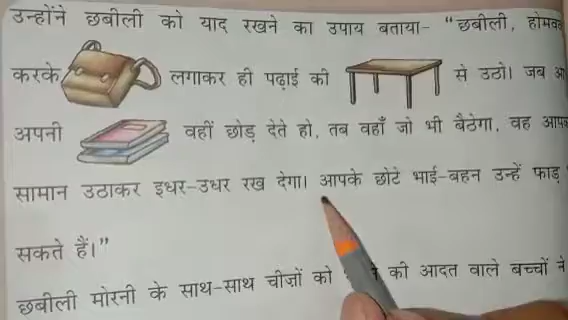 उन्होंने छबीली को याद रखने का उपाय बताया- “छबीली,
करके लगाकर ही पढ़ाई की से उठो। जब
अपनी वहीं छोड़ देते हो, तब वहाँ जो भी बैठेगा, वह
सामान उठाकर इधर-उधर रख देगा। आपके छोटे भाई-बहन उन्हें फाड़
सकते हैं।”
छबीली मोरनी के साथ-साथ चीज़ों को की आदत वाले बच्चों ने